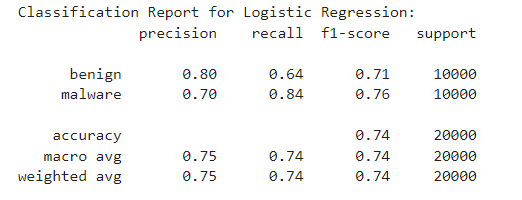 Classification Report for Logistic Regression:
precision recall f1-score support
benign 0.80 0.64 0.71 10000
malware 0.70 0.84 0.76 10000
accuracy 0.74 20000
macro avg 0.75 0.74 0.74 20000
weighted avg 0.75 0.74 0.74 20000